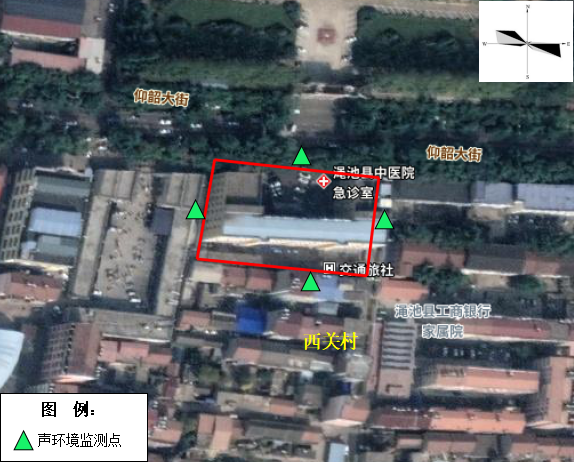 N
W
E
S
仰韶大街
仰韶大街
渑池县中医院
急诊室
H 交通旅社
渑池县工商银行
家属院
西关村
图 例：
声环境监测点